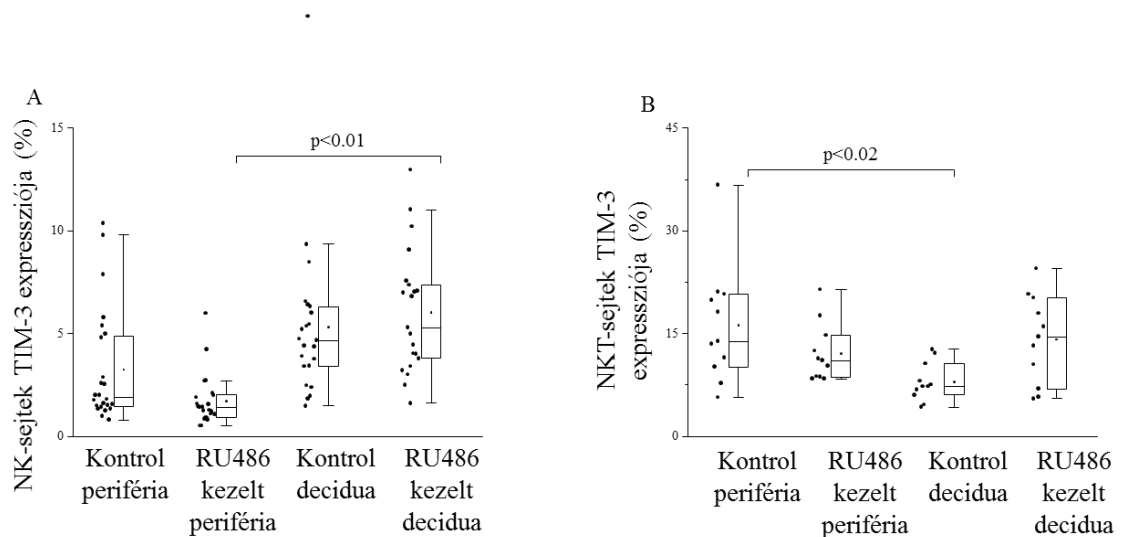 A
NK-sejtek TIM-3 expressziója (%)
15
10
5
0
p<0.01
Kontrol
periféria
RU486
kezelt
periféria
Kontrol
decidua
RU486
kezelt
decidua
B
NKT-sejtek TIM-3
expressziója (%)
45
30
15
0
p<0.02
Kontrol
periféria
RU486
kezelt
periféria
Kontrol
decidua
RU486
kezelt
decidua